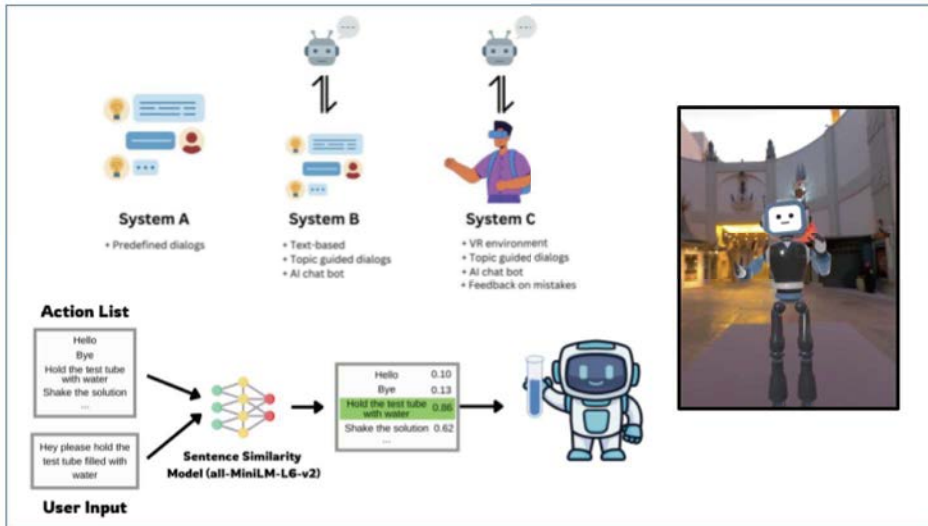 System A
+ Predefined dialogs
System B
+ Text-based
+ Topic guided dialogs
+ AI chat bot
System C
+ VR environment
+ Topic guided dialogs
+ AI chat bot
+ Feedback on mistakes
Action List
Hello
Bye
Hold the test tube
with water
Shake the solution
...
Hey please hold the
test tube filled with
water
User Input
Sentence Similarity
Model (all-MiniLM-L6-v2)
Hello 0.10
Bye 0.13
Hold the test tube
with water 0.86
Shake the solution 0.62
...